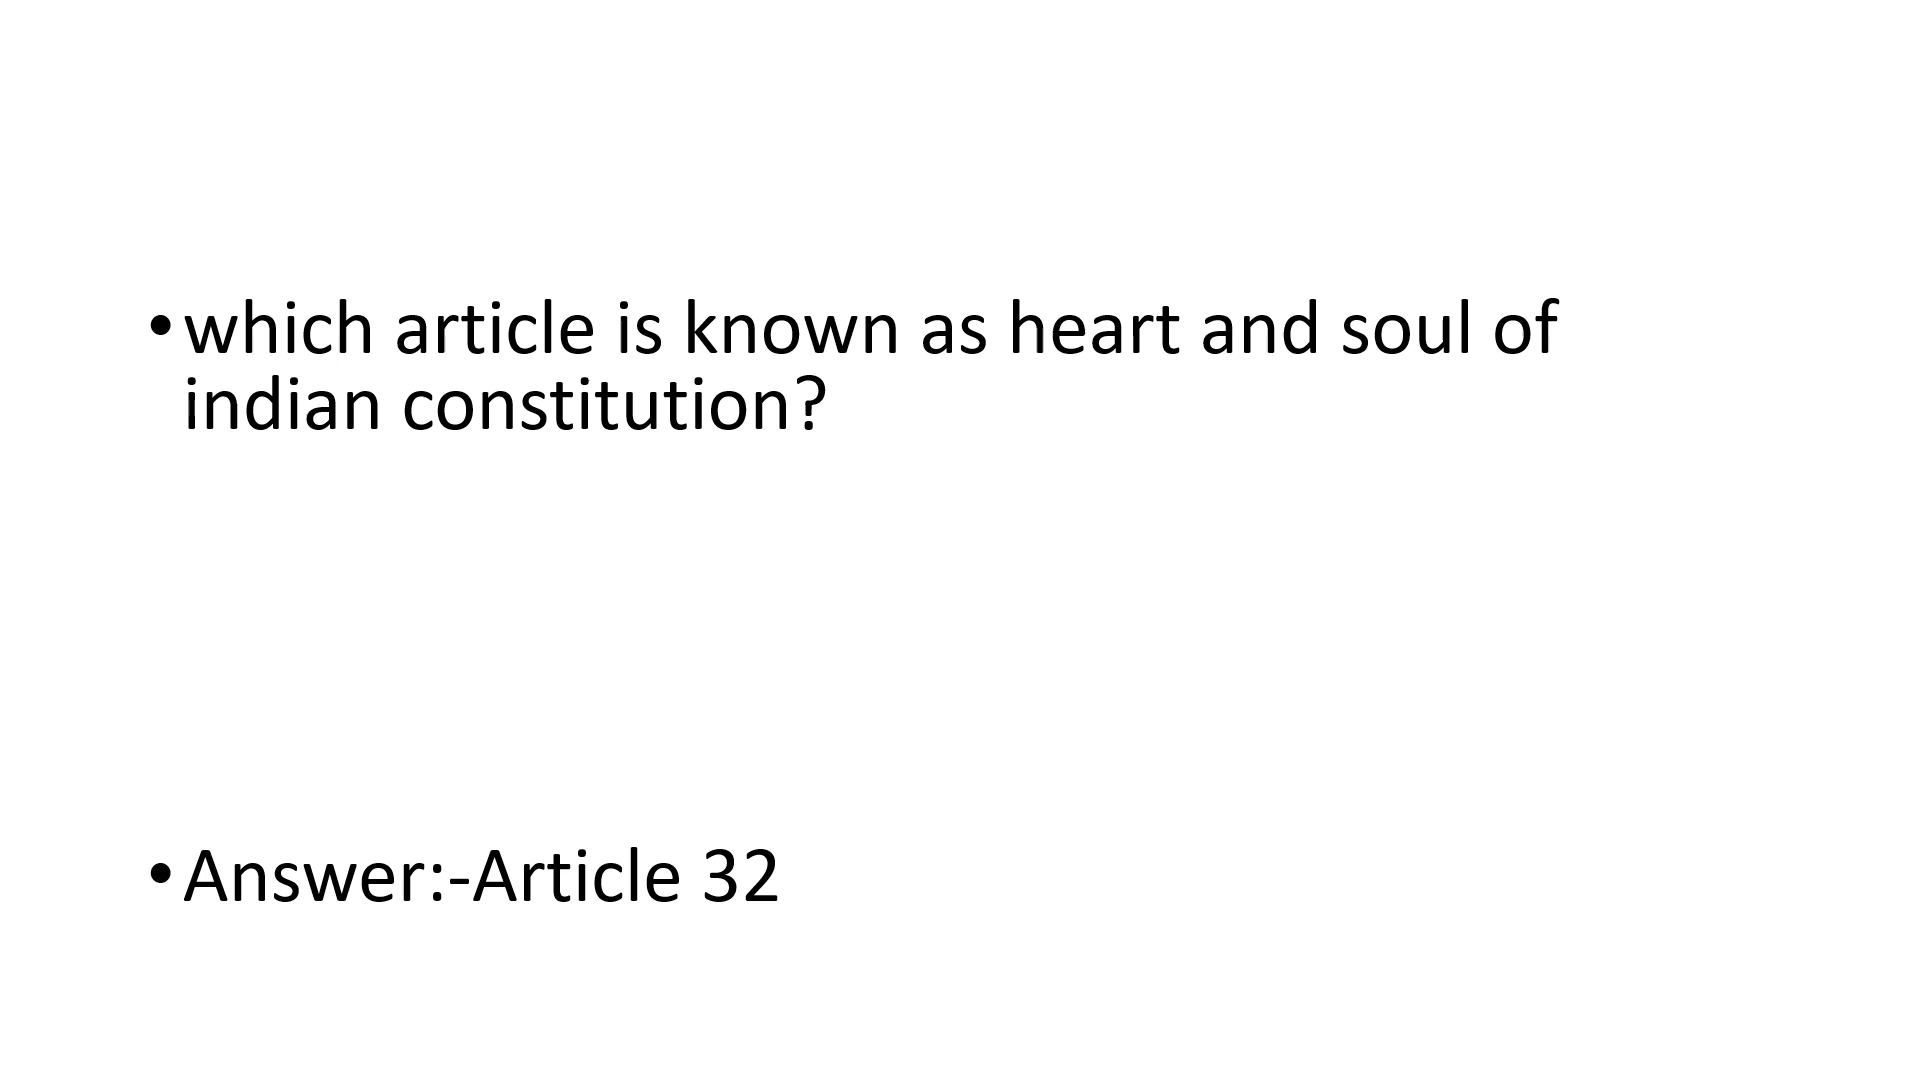 •which article is known as heart and soul of
indian constitution?
•Answer:-Article 32